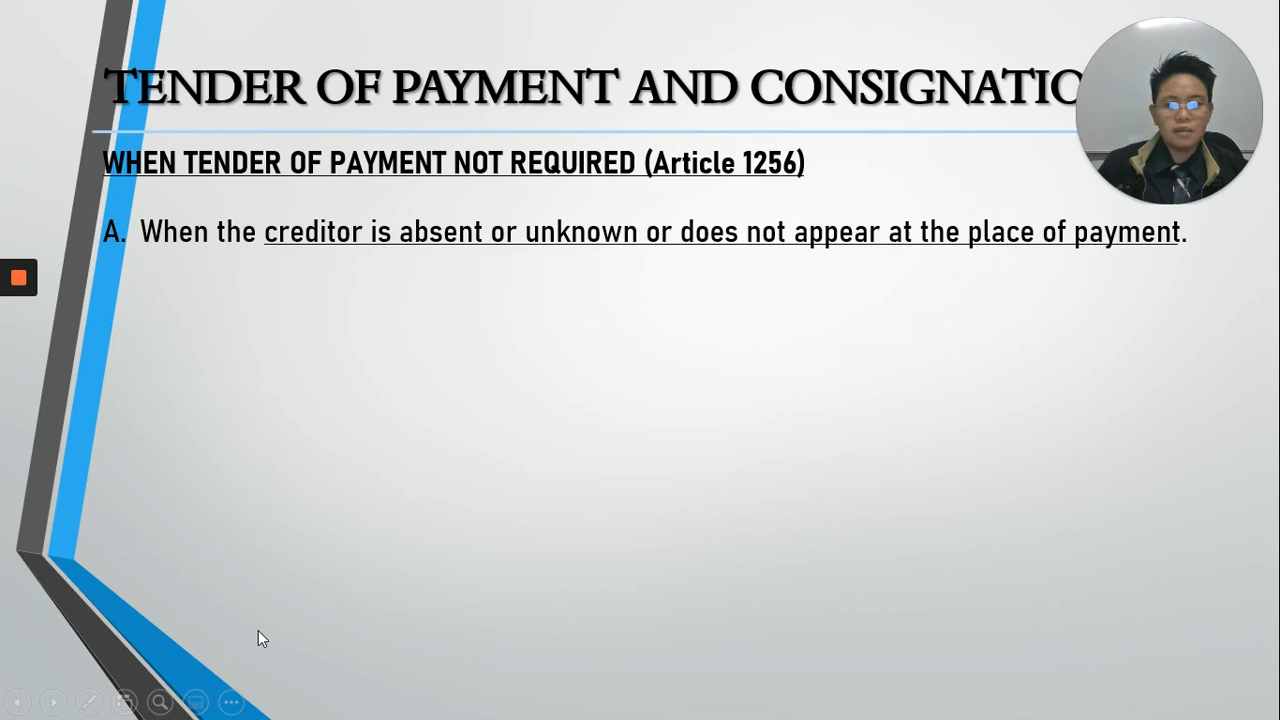 TENDER OF PAYMENT AND CONSIGNATIO
WHEN TENDER OF PAYMENT NOT REQUIRED (Article 1256)
A. When the creditor is absent or unknown or does not appear at the place of payment.